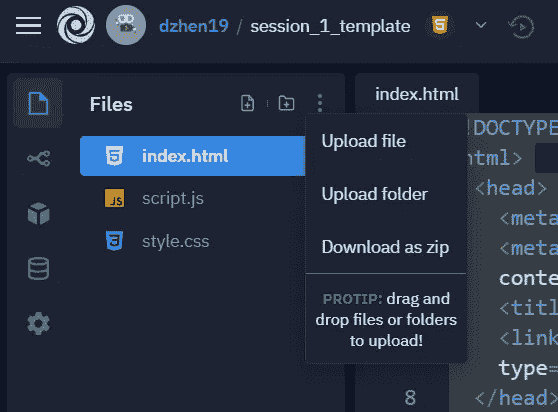 dzhen19 / session_1_template
Files
index.html
script.js
style.css
Upload file
Upload folder
Download as zip
PROTIP: drag and
drop files or folders
to upload!
index.html
!DOCTYPE
html>
<head>
<meta
<meta
conte
<titl
<link
type=
8 </head>